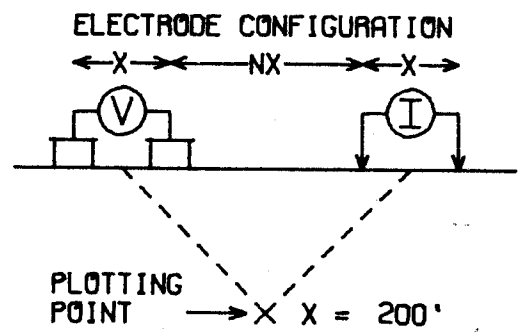 ELECTRODE CONFIGURATION
X NX X
V I
PLOTTING
POINT X X = 200'